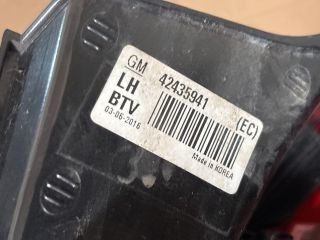 GM 42435941 (EC)
LH
BTV
03-06-2016
Made in KOREA